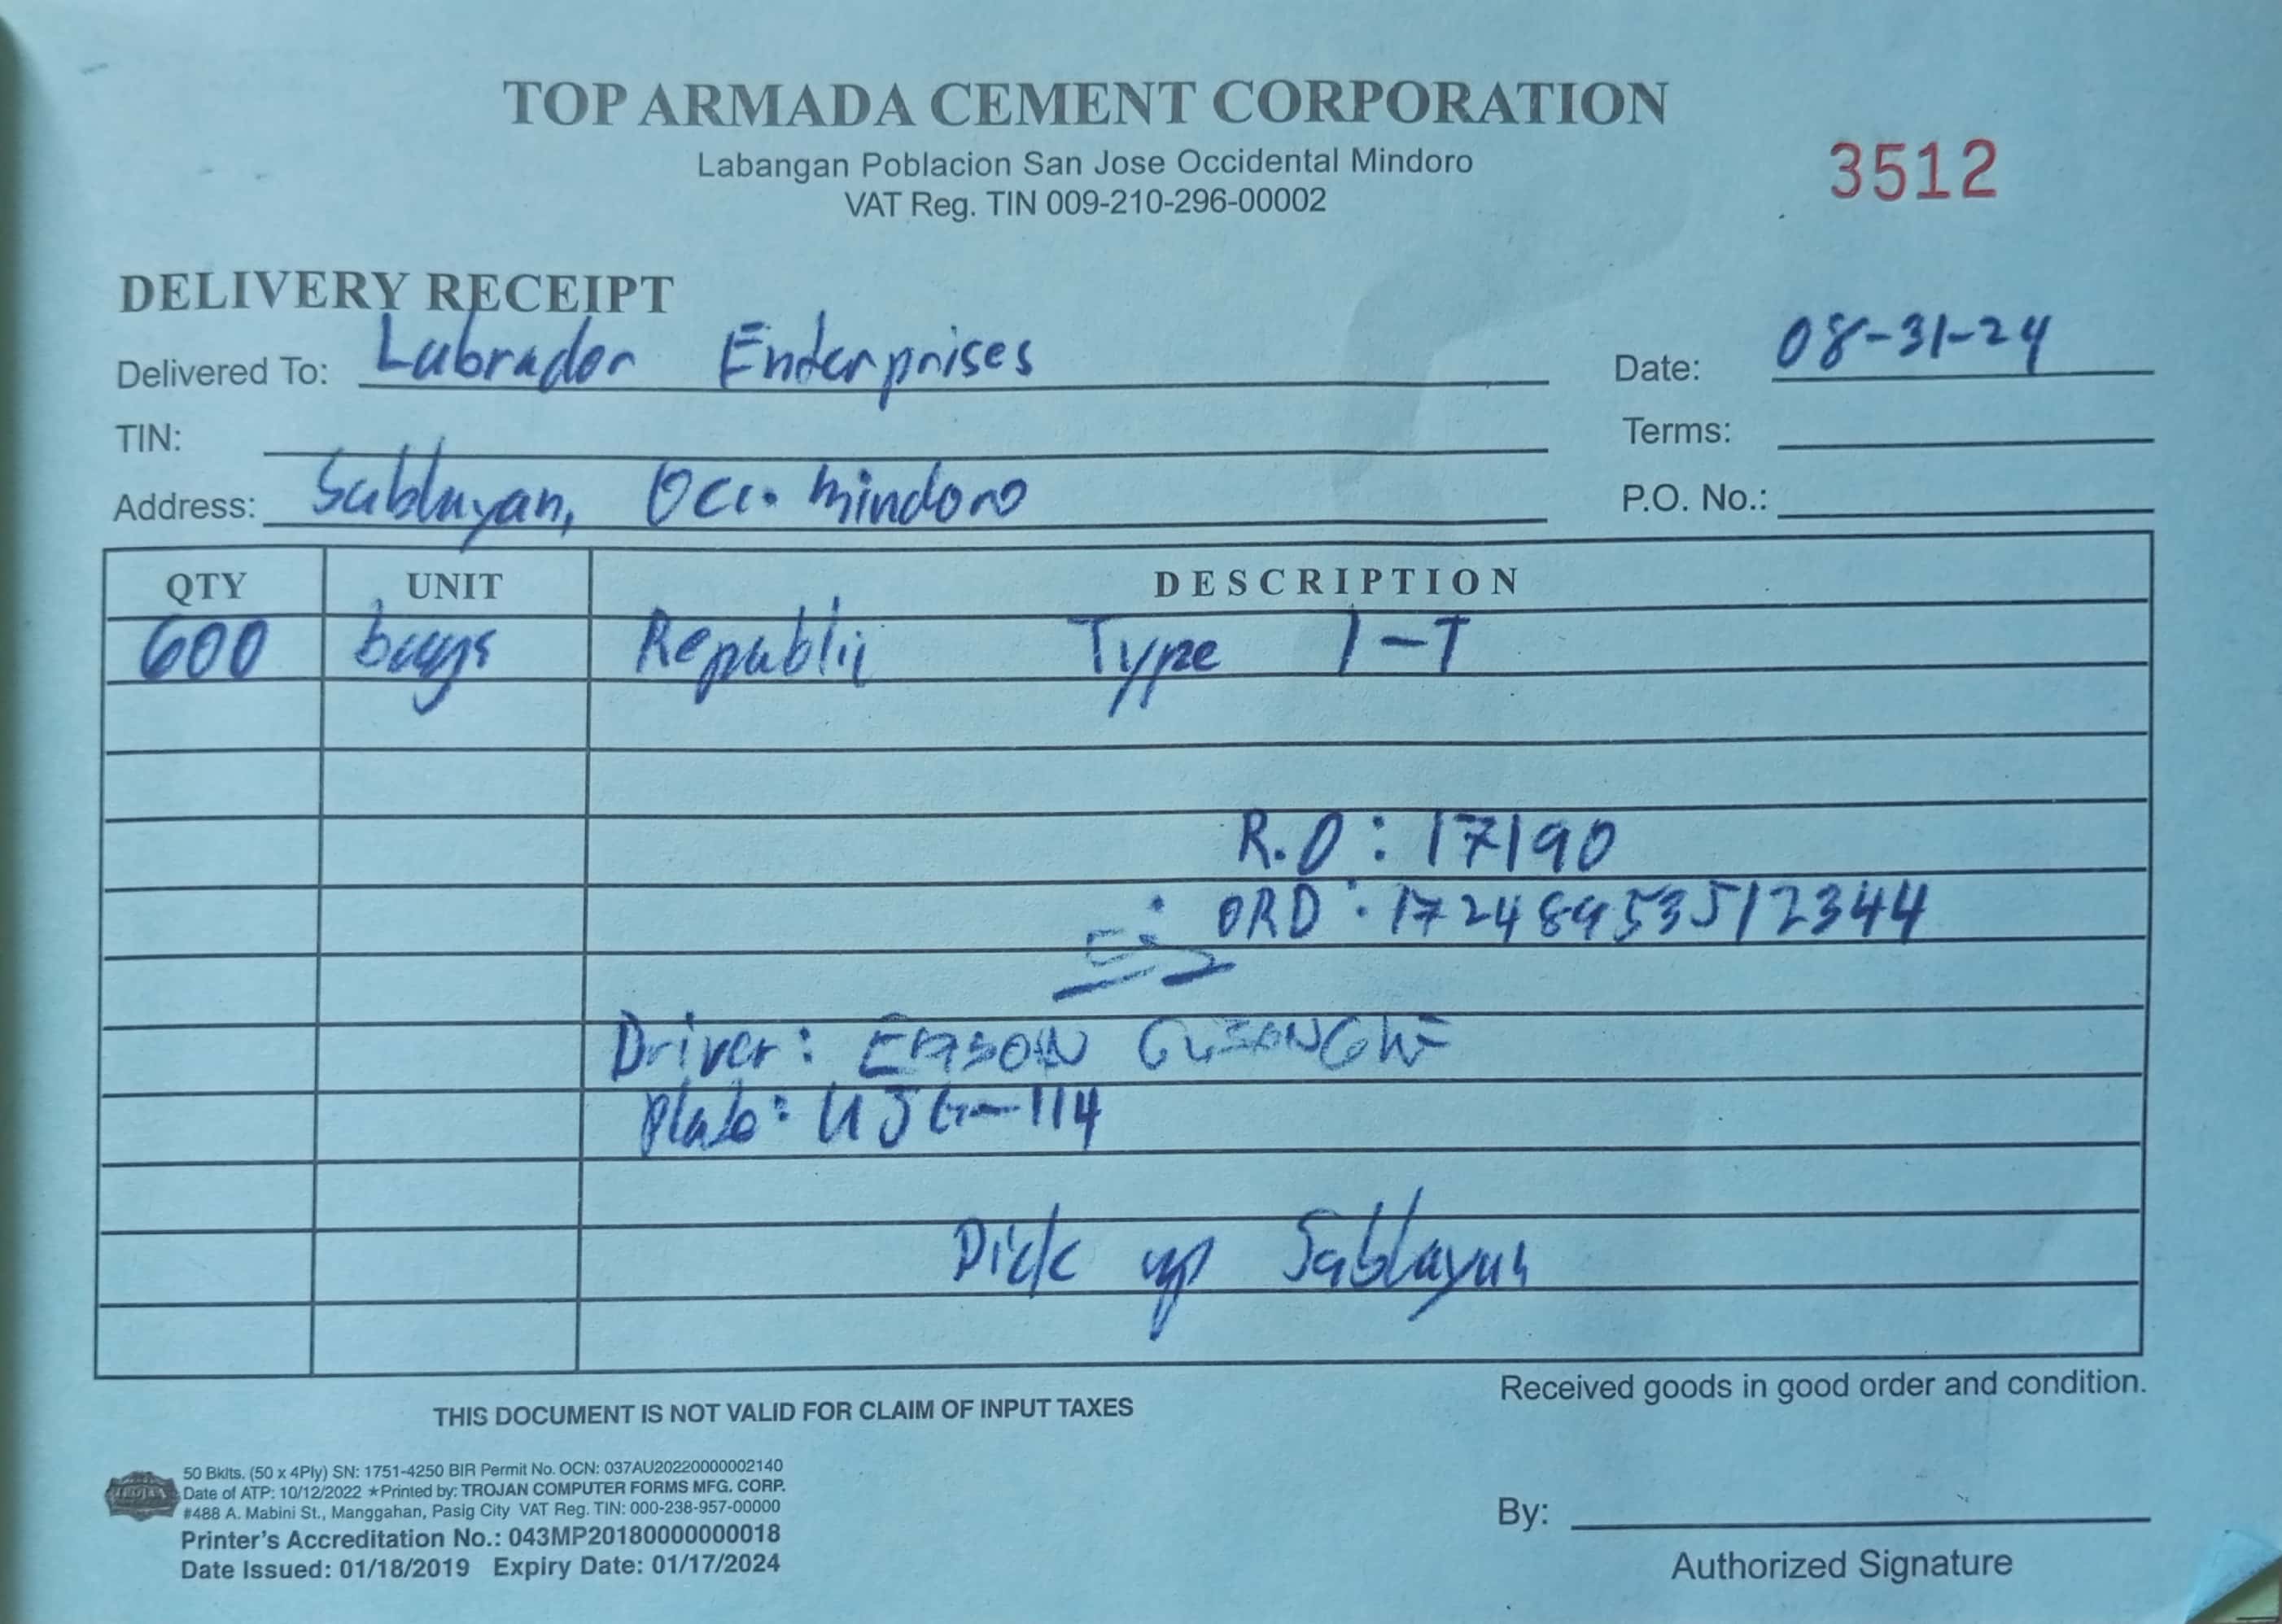 TOP ARMADA CEMENT CORPORATION
Labangan Poblacion San Jose Occidental Mindoro
VAT Reg. TIN 009-210-296-00002
3512
DELIVERY RECEIPT
Delivered To: Labrador Enterprises Date: 08-31-24
TIN: Terms:
Address: Sablayan, Occ. Mindoro P.O. No.:
QTY UNIT DESCRIPTION
600 bags Republic Type 1-T
R.O: 17190
ORD: 17248953512344
Driver:
Plate: UJG-114
Pick up Sablayan
Received goods in good order and condition.
THIS DOCUMENT IS NOT VALID FOR CLAIM OF INPUT TAXES
50 Bklts. (50 x 4Ply) SN: 1751-4250 BIR Permit No. OCN: 037AU20220000002140
Date of ATP: 10/12/2022 ★Printed by: TROJAN COMPUTER FORMS MFG. CORP.
#488 A. Mabini St., Manggahan, Pasig City VAT Reg. TIN: 000-238-957-00000
Printer's Accreditation No.: 043MP20180000000018
Date Issued: 01/18/2019 Expiry Date: 01/17/2024
By:
Authorized Signature